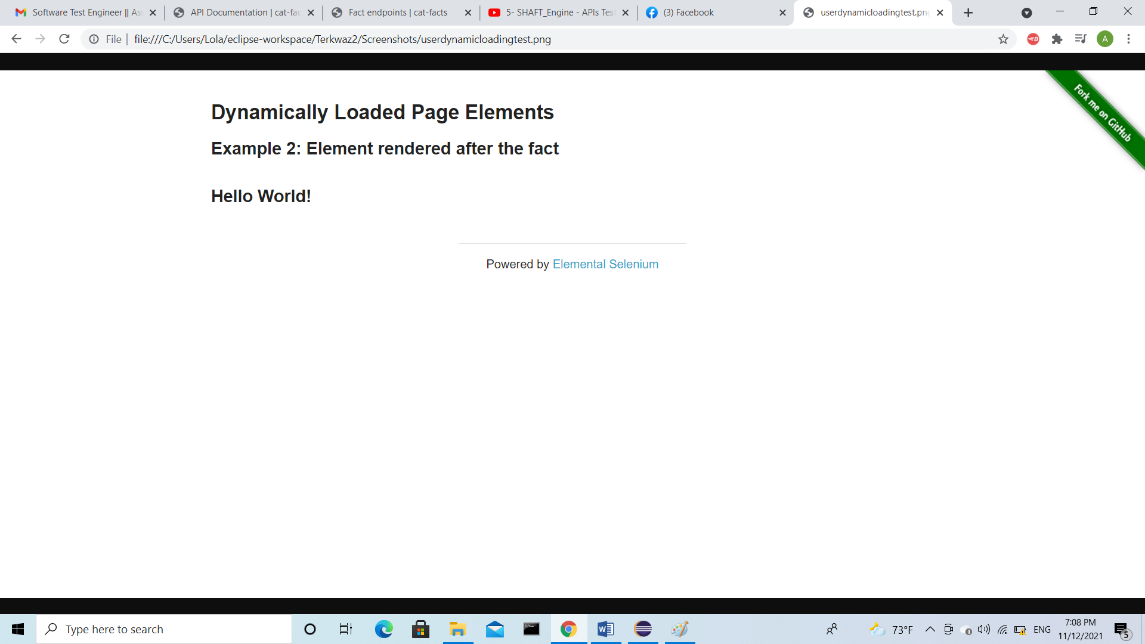 Software Test Engineer || As
API Documentation | cat-fac
Fact endpoints | cat-facts
5- SHAFT_Engine - APIs Test
(3) Facebook
userdynamicloadingtest.png
File
file:///C:/Users/Lola/eclipse-workspace/Terkwaz2/Screenshots/userdynamicloadingtest.png
A
Fork me on GitHub
Dynamically Loaded Page Elements
Example 2: Element rendered after the fact
Hello World!
Powered by Elemental Selenium
Type here to search
73°F
ENG
7:08 PM
11/12/2021
5